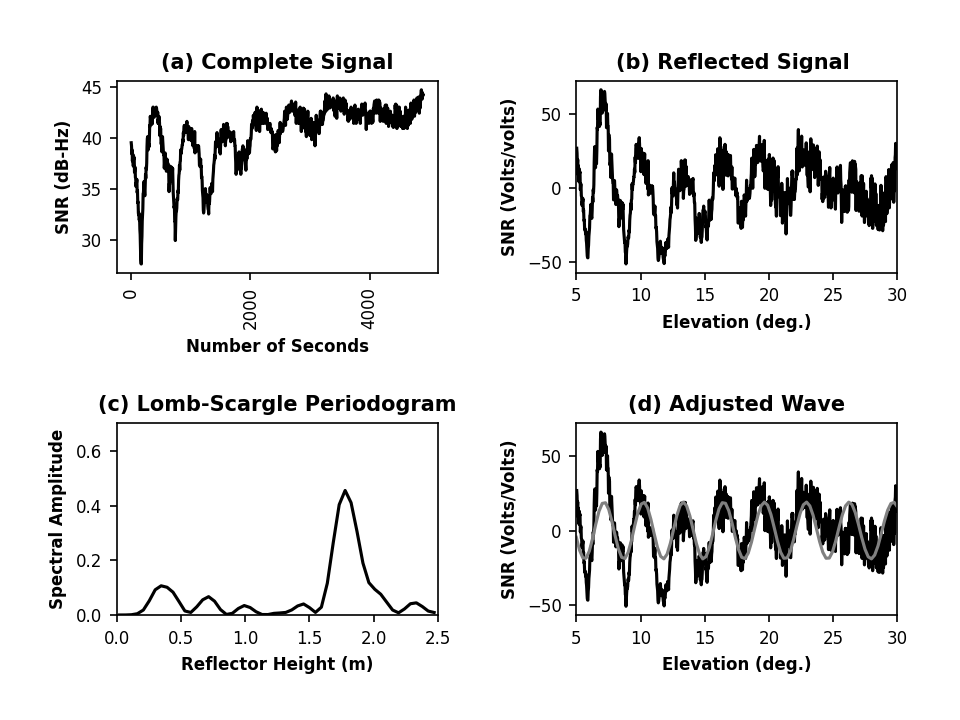 (a) Complete Signal
SNR (dB-Hz)
45
40
35
30
0
2000
4000
Number of Seconds
(b) Reflected Signal
SNR (Volts/volts)
50
0
−50
5 10 15 20 25 30
Elevation (deg.)
(c) Lomb-Scargle Periodogram
Spectral Amplitude
0.6
0.4
0.2
0.0
0.0 0.5 1.0 1.5 2.0 2.5
Reflector Height (m)
(d) Adjusted Wave
SNR (Volts/Volts)
50
0
−50
5 10 15 20 25 30
Elevation (deg.)